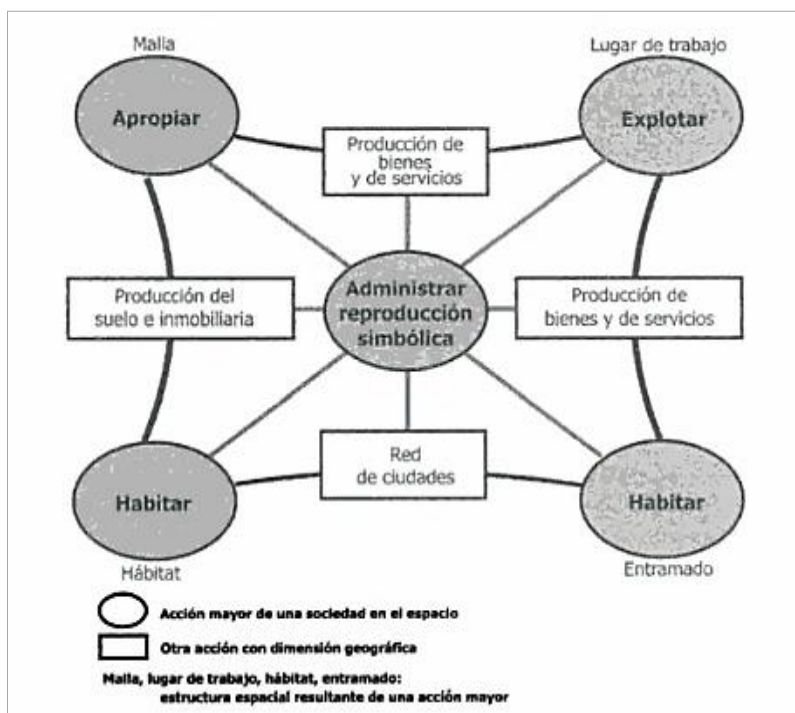 Malla
Lugar de trabajo
Apropiar
Explotar
Producción de
bienes
y de servicios
Producción del
suelo e inmobiliaria
Administrar
reproducción
simbólica
Producción de
bienes y de servicios
Red
de ciudades
Habitar
Habitar
Hábitat
Entramado
Acción mayor de una sociedad en el espacio
Otra acción con dimensión geográfica
Malla, lugar de trabajo, hábitat, entramado:
estructura espacial resultante de una acción mayor